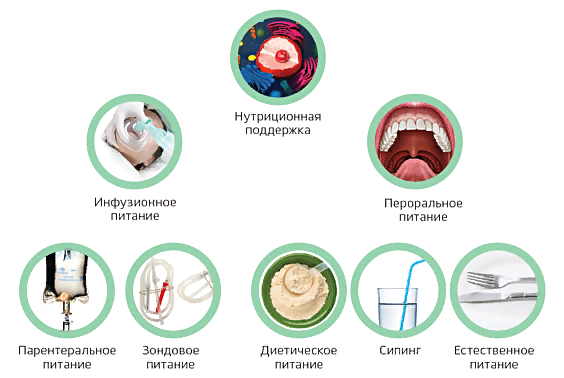 Нутриционная
поддержка
Инфузионное
питание
Пероральное
питание
Парентеральное
питание
Зондовое
питание
Диетическое
питание
Сипинг
Естественное
питание